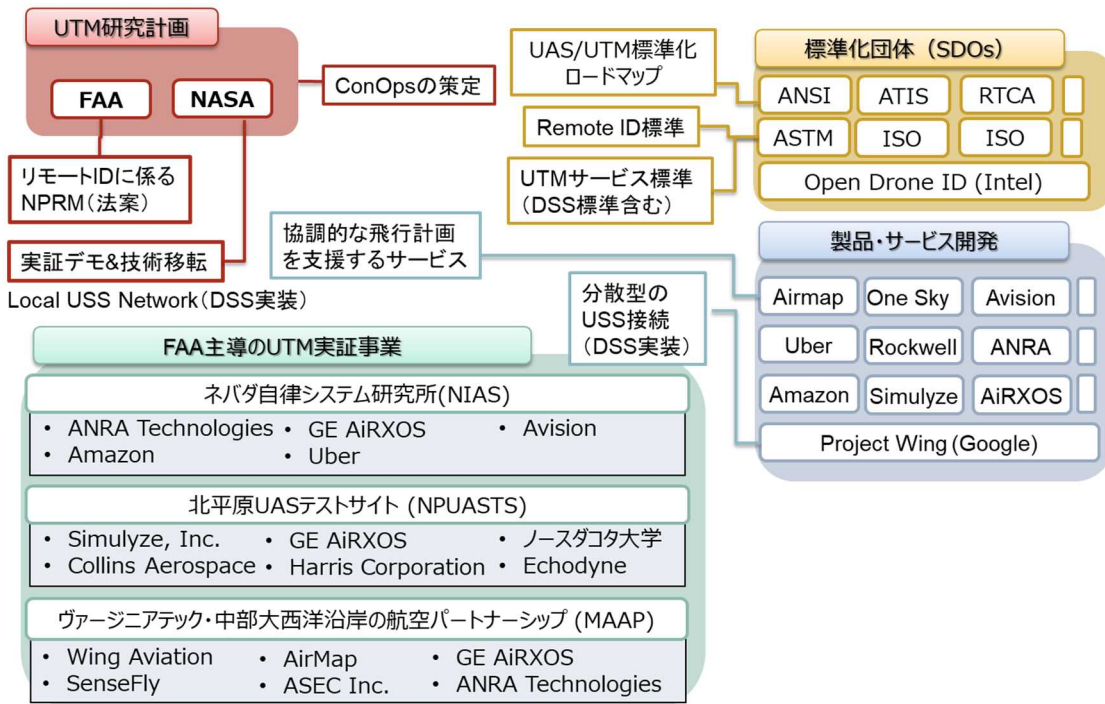 UTM研究計画
FAA
NASA
ConOpsの策定
リモートIDに係る
NPRM（法案）
実証デモ&技術移転
Local USS Network（DSS実装）
UAS/UTM標準化
ロードマップ
Remote ID標準
UTMサービス標準
（DSS標準含む）
標準化団体（SDOs）
ANSI
ATIS
RTCA
ASTM
ISO
ISO
Open Drone ID (Intel)
協調的な飛行計画
を支援するサービス
分散型の
USS接続
（DSS実装）
製品・サービス開発
Airmap
One Sky
Avision
Uber
Rockwell
ANRA
Amazon
Simulyze
AiRXOS
Project Wing (Google)
FAA主導のUTM実証事業
ネバダ自律システム研究所(NIAS)
• ANRA Technologies • GE AiRXOS • Avision
• Amazon • Uber
北平原UASテストサイト (NPUASTS)
• Simulyze, Inc. • GE AiRXOS • ノースダコタ大学
• Collins Aerospace • Harris Corporation • Echodyne
ヴァージニアテック・中部大西洋沿岸の航空パートナーシップ (MAAP)
• Wing Aviation • AirMap • GE AiRXOS
• SenseFly • ASEC Inc. • ANRA Technologies